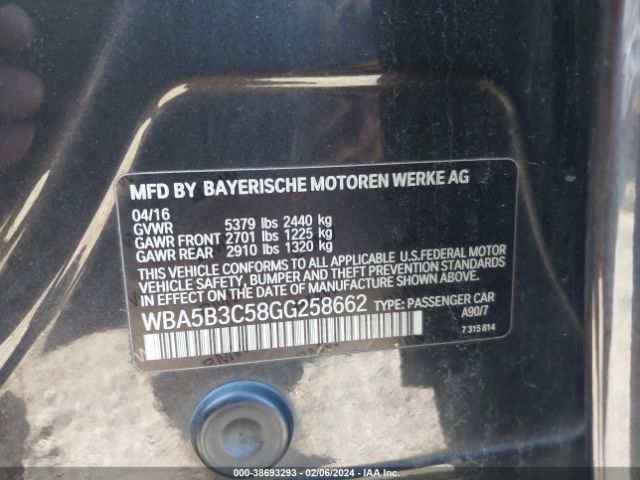 MFD BY BAYERISCHE MOTOREN WERKE AG
04/16
GVWR 5379 lbs 2440 kg
GAWR FRONT 2701 lbs 1225 kg
GAWR REAR 2910 lbs 1320 kg
THIS VEHICLE CONFORMS TO ALL APPLICABLE U.S.FEDERAL MOTOR
VEHICLE SAFETY, BUMPER AND THEFT PREVENTION STANDARDS
IN EFFECT ON THE DATE OF MANUFACTURE SHOWN ABOVE.
WBA5B3C58GG258662 TYPE: PASSENGER CAR
A90/7
7 315 814
000-38693293 - 02/06/2024 - IAA Inc.